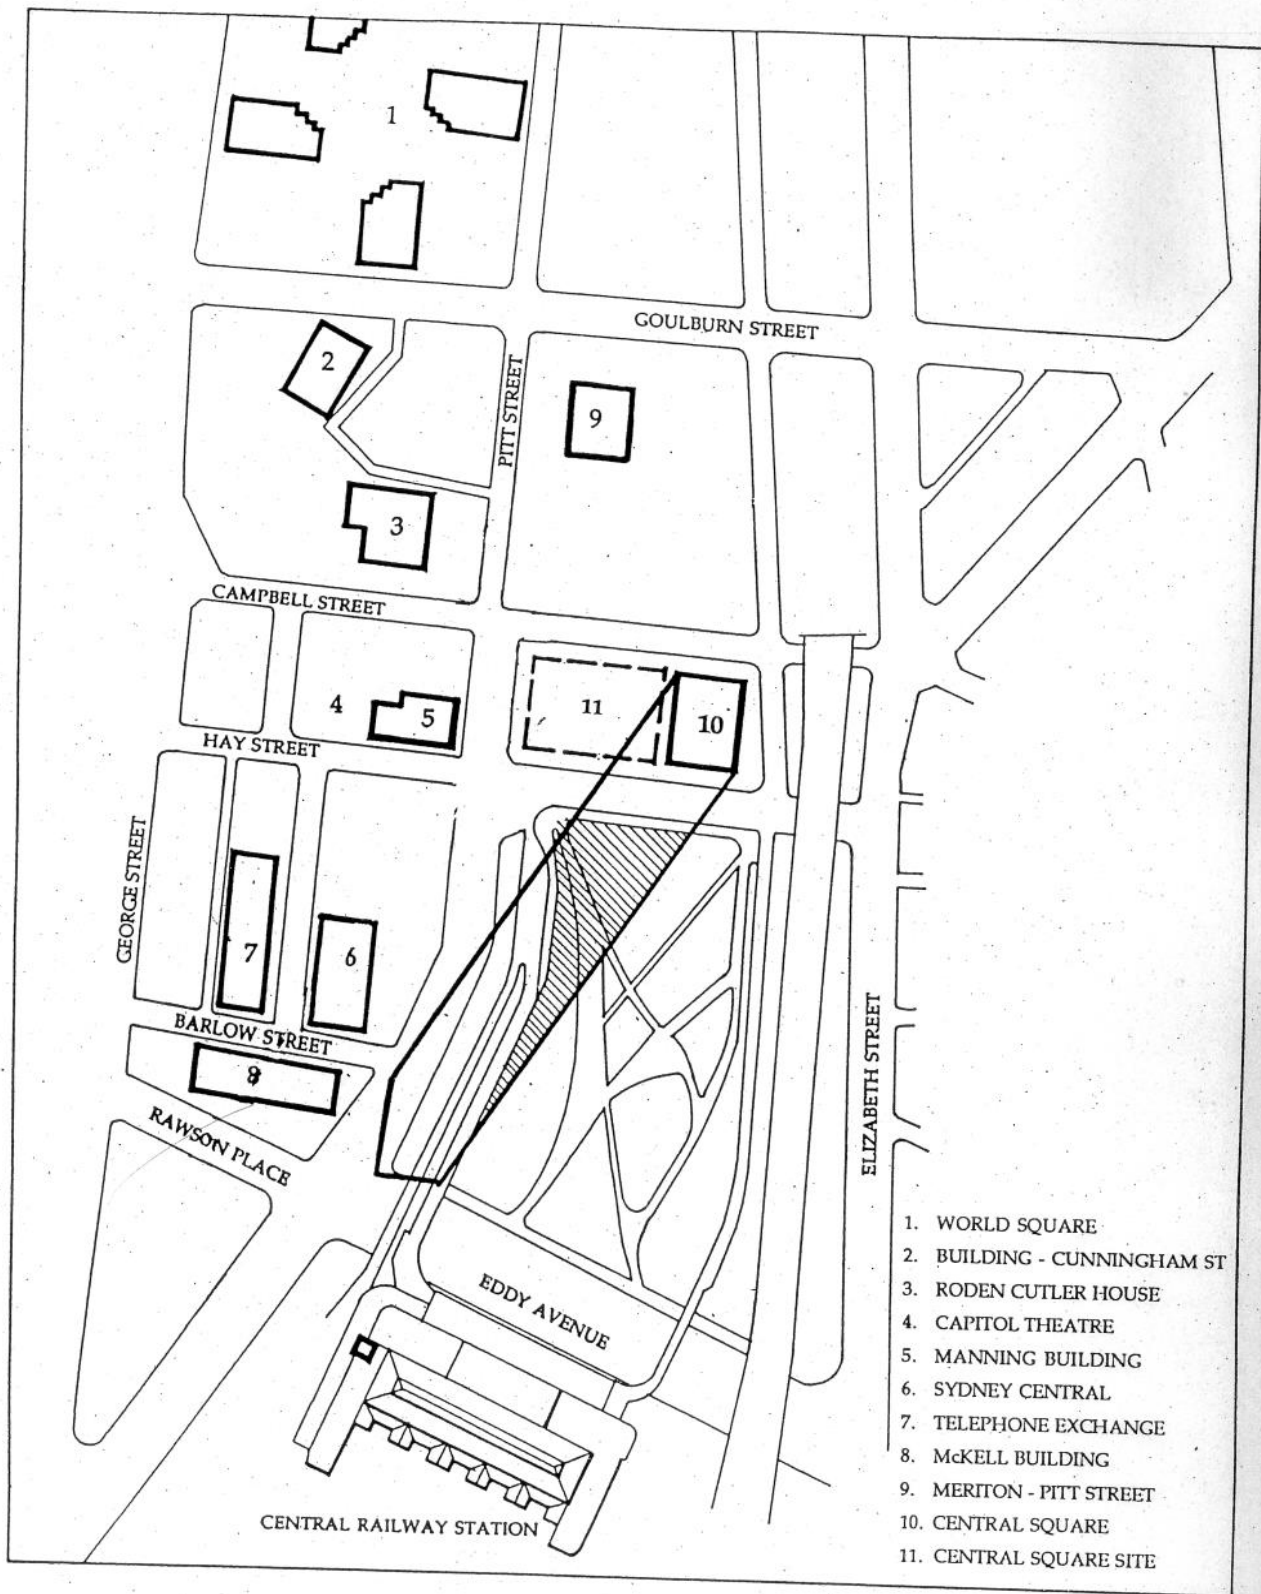 1
GOULBURN STREET
2
PITT STREET
9
3
CAMPBELL STREET
4
5
11
10
HAY STREET
GEORGE STREET
7
6
BARLOW STREET
8
RAWSON PLACE
ELIZABETH STREET
EDDY AVENUE
CENTRAL RAILWAY STATION
1. WORLD SQUARE
2. BUILDING - CUNNINGHAM ST
3. RODEN CUTLER HOUSE
4. CAPITOL THEATRE
5. MANNING BUILDING
6. SYDNEY CENTRAL
7. TELEPHONE EXCHANGE
8. McKELL BUILDING
9. MERITON - PITT STREET
10. CENTRAL SQUARE
11. CENTRAL SQUARE SITE